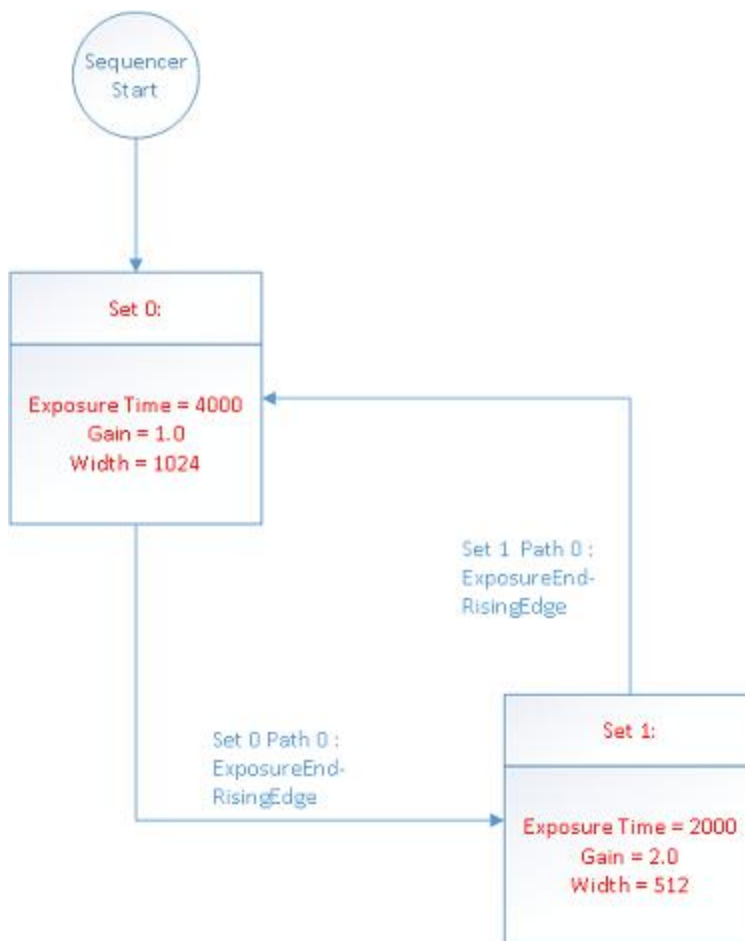 Sequencer
Start
Set 0:
Exposure Time = 4000
Gain = 1.0
Width = 1024
Set 1 Path 0 :
ExposureEnd-
RisingEdge
Set 0 Path 0 :
ExposureEnd-
RisingEdge
Set 1:
Exposure Time = 2000
Gain = 2.0
Width = 512